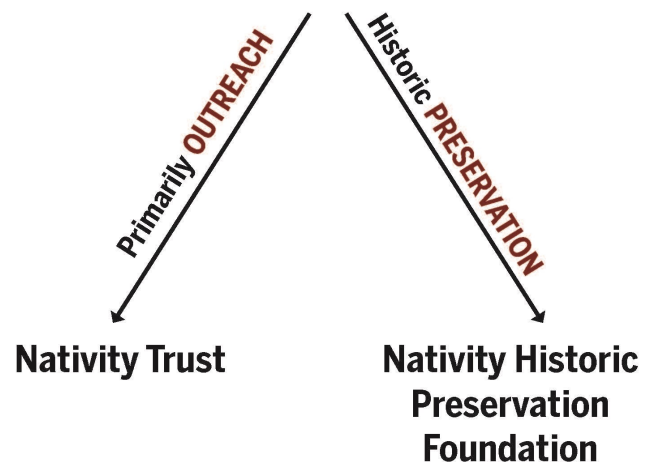 Primarily OUTREACH
Historic PRESERVATION
Nativity Trust
Nativity Historic
Preservation
Foundation